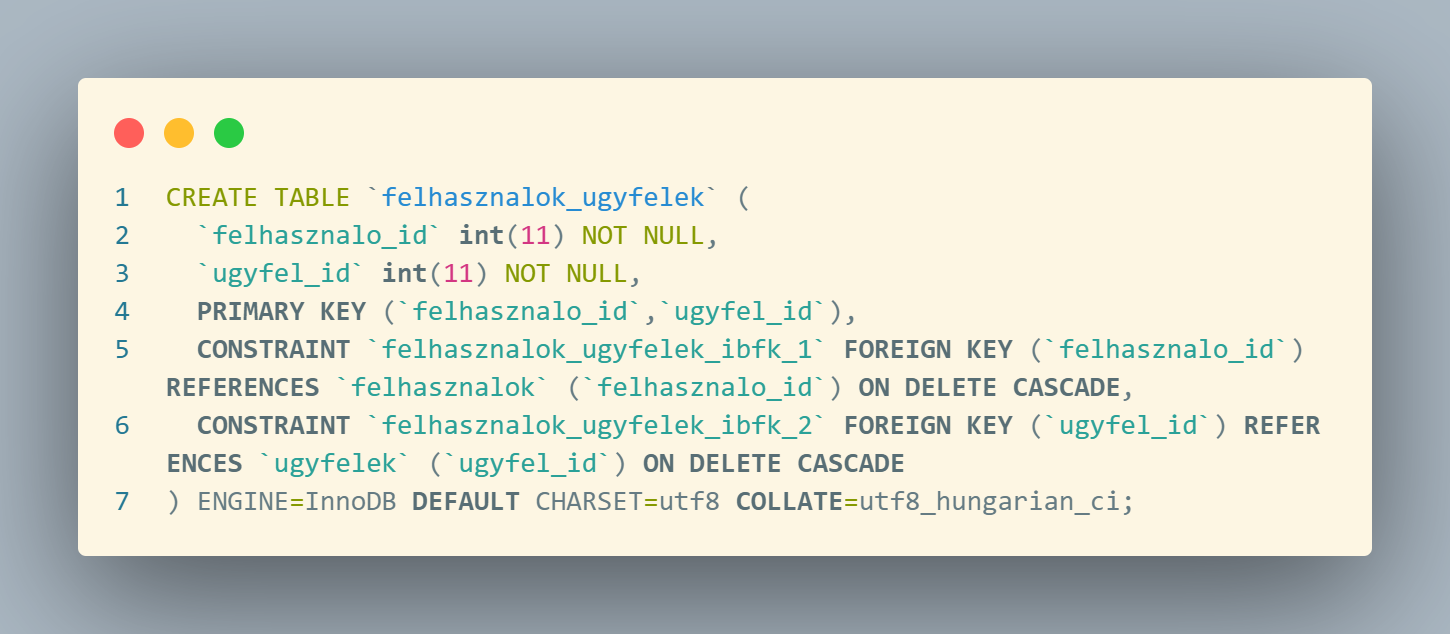 1 CREATE TABLE `felhasznalok_ugyfelek` (
2   `felhasznalo_id` int(11) NOT NULL,
3   `ugyfel_id` int(11) NOT NULL,
4   PRIMARY KEY (`felhasznalo_id`,`ugyfel_id`),
5   CONSTRAINT `felhasznalok_ugyfelek_ibfk_1` FOREIGN KEY (`felhasznalo_id`)
REFERENCES `felhasznalok` (`felhasznalo_id`) ON DELETE CASCADE,
6   CONSTRAINT `felhasznalok_ugyfelek_ibfk_2` FOREIGN KEY (`ugyfel_id`) REFER
ENCES `ugyfelek` (`ugyfel_id`) ON DELETE CASCADE
7 ) ENGINE=InnoDB DEFAULT CHARSET=utf8 COLLATE=utf8_hungarian_ci;